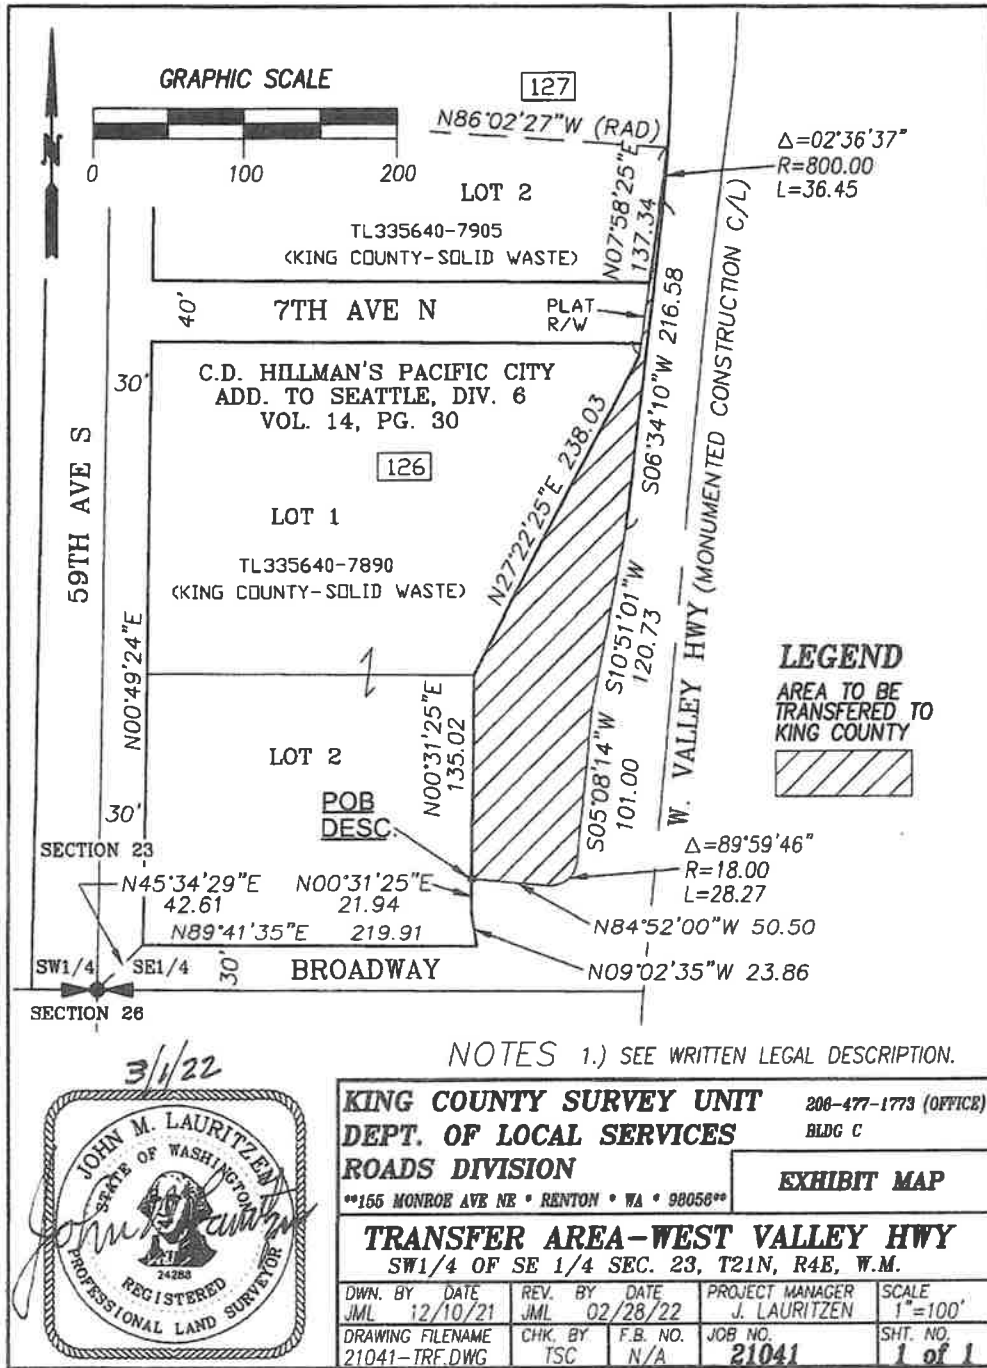 GRAPHIC SCALE
0 100 200
N
127
N86°02'27"W (RAD)
Δ=02°36'37"
R=800.00
L=36.45
LOT 2
TL335640-7905
(KING COUNTY-SOLID WASTE)
N07°58'25"E
137.34
40'
7TH AVE N
PLAT
R/W
S06°34'10"W 216.58
W. VALLEY HWY (MONUMENTED CONSTRUCTION C/L)
30'
C.D. HILLMAN'S PACIFIC CITY
ADD. TO SEATTLE, DIV. 6
VOL. 14, PG. 30
126
59TH AVE S
LOT 1
TL335640-7890
(KING COUNTY-SOLID WASTE)
N27°22'25"E 238.03
S10°51'01"W
120.73
N00°49'24"E
LEGEND
AREA TO BE
TRANSFERED TO
KING COUNTY
N00°31'25"E
135.02
LOT 2
S05°08'14"W
101.00
POB
DESC.
30'
SECTION 23
Δ=89°59'46"
R=18.00
L=28.27
N45°34'29"E
42.61
N00°31'25"E
21.94
N84°52'00"W 50.50
N89°41'35"E 219.91
N09°02'35"W 23.86
SW1/4 SE1/4
30'
BROADWAY
SECTION 26
NOTES 1.) SEE WRITTEN LEGAL DESCRIPTION.
3/1/22
JOHN M. LAURITZEN
STATE OF WASHINGTON
24288
REGISTERED
PROFESSIONAL LAND SURVEYOR
KING COUNTY SURVEY UNIT 206-477-1773 (OFFICE)
DEPT. OF LOCAL SERVICES BLDG C
ROADS DIVISION
**155 MONROE AVE NE * RENTON * WA * 98056**
EXHIBIT MAP
TRANSFER AREA-WEST VALLEY HWY
SW1/4 OF SE 1/4 SEC. 23, T21N, R4E, W.M.
DWN. BY DATE REV. BY DATE PROJECT MANAGER SCALE
JML 12/10/21 JML 02/28/22 J. LAURITZEN 1"=100'
DRAWING FILENAME CHK. BY F.B. NO. JOB NO. SHT. NO.
21041-TRF.DWG TSC N/A 21041 1 of 1